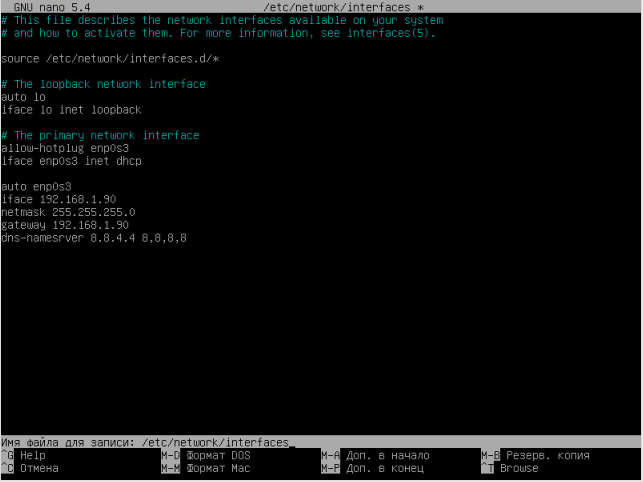 GNU nano 5.4 /etc/network/interfaces *
# This file describes the network interfaces available on your system
# and how to activate them. For more information, see interfaces(5).
source /etc/network/interfaces.d/*
# The loopback network interface
auto lo
iface lo inet loopback
# The primary network interface
allow-hotplug enp0s3
iface enp0s3 inet dhcp
auto enp0s3
iface 192.168.1.90
netmask 255.255.255.0
gateway 192.168.1.90
dns-namesrver 8.8.4.4 8,8,8,8
Имя файла для записи: /etc/network/interfaces_
^G Help M-D Формат DOS M-A Доп. в начало M-B Резерв. копия
^C Отмена M-M Формат Mac M-P Доп. в конец ^T Browse